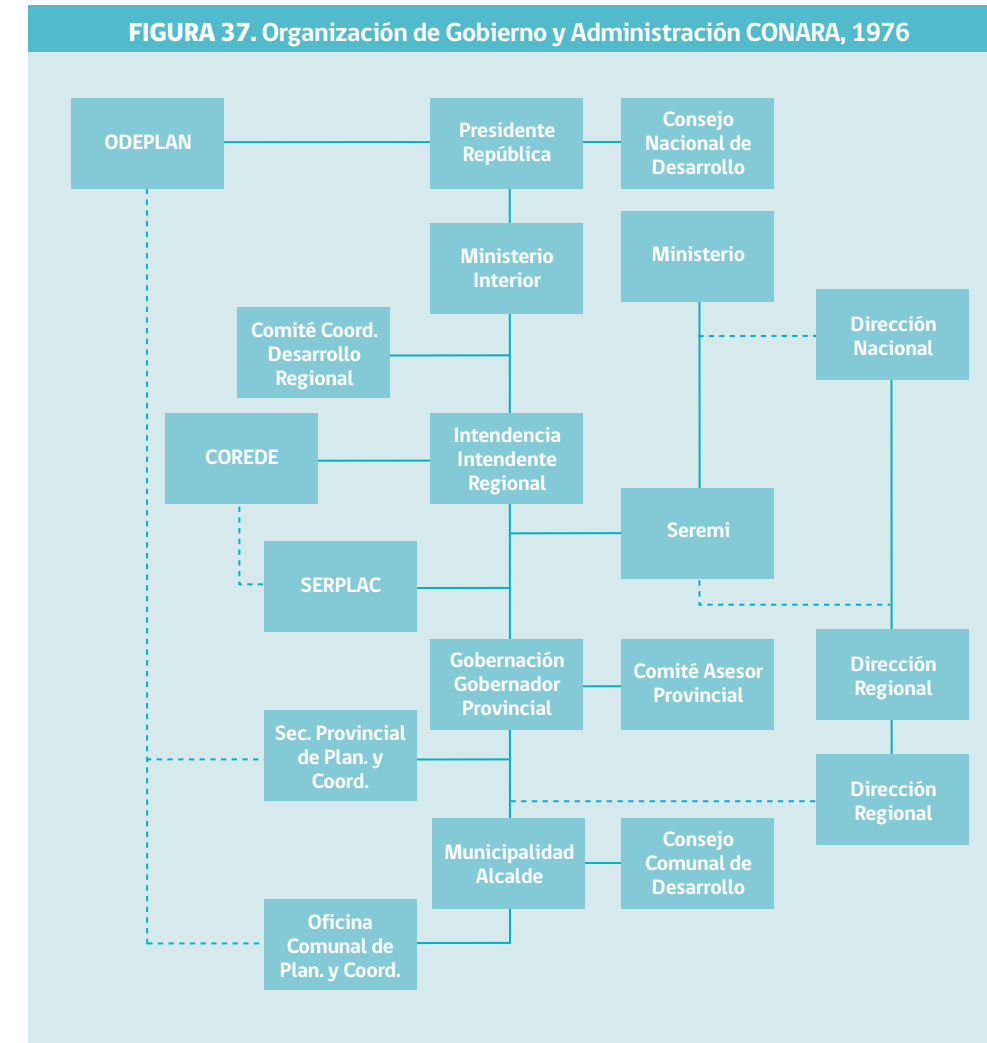 FIGURA 37. Organización de Gobierno y Administración CONARA, 1976
ODEPLAN
Presidente
República
Consejo
Nacional de
Desarrollo
Ministerio
Interior
Ministerio
Comité Coord.
Desarrollo
Regional
Dirección
Nacional
COREDE
Intendencia
Intendente
Regional
Seremi
SERPLAC
Gobernación
Gobernador
Provincial
Comité Asesor
Provincial
Dirección
Regional
Sec. Provincial
de Plan. y
Coord.
Dirección
Regional
Municipalidad
Alcalde
Consejo
Comunal de
Desarrollo
Oficina
Comunal de
Plan. y Coord.